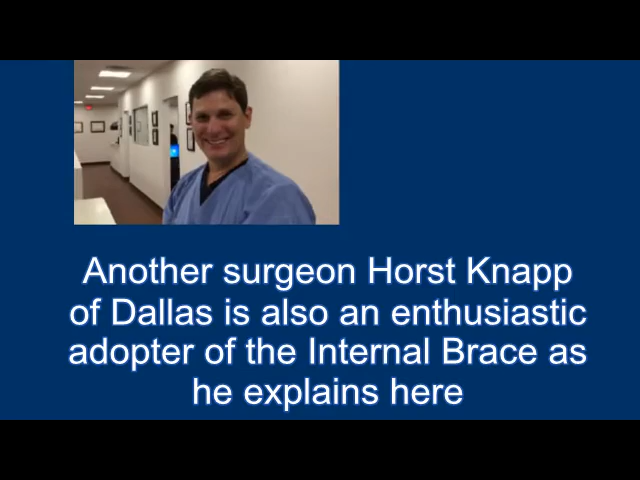 Another surgeon Horst Knapp
of Dallas is also an enthusiastic
adopter of the Internal Brace as
he explains here